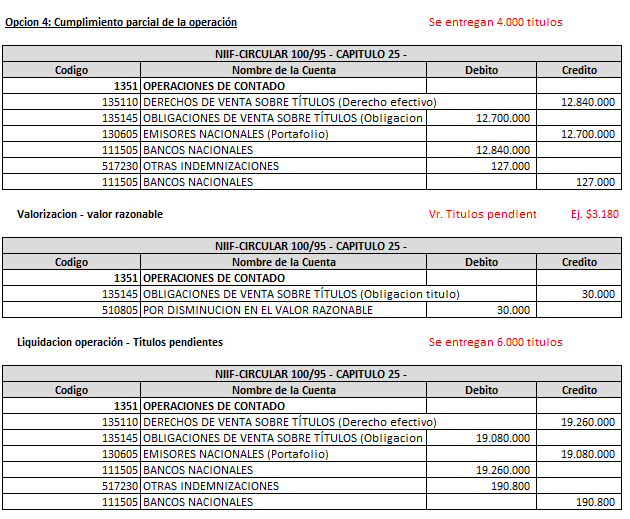 Opcion 4: Cumplimiento parcial de la operación Se entregan 4.000 titulos
NIIF-CIRCULAR 100/95 - CAPITULO 25 -
Codigo Nombre de la Cuenta Debito Credito
1351 OPERACIONES DE CONTADO
135110 DERECHOS DE VENTA SOBRE TÍTULOS (Derecho efectivo) 12.840.000
135145 OBLIGACIONES DE VENTA SOBRE TÍTULOS (Obligacion 12.700.000
130605 EMISORES NACIONALES (Portafolio) 12.700.000
111505 BANCOS NACIONALES 12.840.000
517230 OTRAS INDEMNIZACIONES 127.000
111505 BANCOS NACIONALES 127.000
Valorizacion - valor razonable Vr. Titulos pendient Ej. $3.180
NIIF-CIRCULAR 100/95 - CAPITULO 25 -
Codigo Nombre de la Cuenta Debito Credito
1351 OPERACIONES DE CONTADO
135145 OBLIGACIONES DE VENTA SOBRE TÍTULOS (Obligacion titulo) 30.000
510805 POR DISMINUCION EN EL VALOR RAZONABLE 30.000
Liquidacion operación - Titulos pendientes Se entregan 6.000 titulos
NIIF-CIRCULAR 100/95 - CAPITULO 25 -
Codigo Nombre de la Cuenta Debito Credito
1351 OPERACIONES DE CONTADO
135110 DERECHOS DE VENTA SOBRE TÍTULOS (Derecho efectivo) 19.260.000
135145 OBLIGACIONES DE VENTA SOBRE TÍTULOS (Obligacion 19.080.000
130605 EMISORES NACIONALES (Portafolio) 19.080.000
111505 BANCOS NACIONALES 19.260.000
517230 OTRAS INDEMNIZACIONES 190.800
111505 BANCOS NACIONALES 190.800